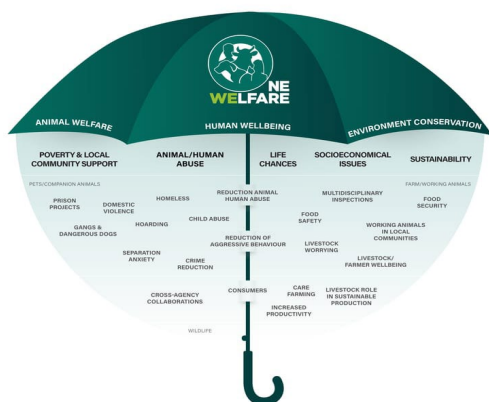 ONE
WELFARE
ANIMAL WELFARE
HUMAN WELLBEING
ENVIRONMENT CONSERVATION
POVERTY & LOCAL
COMMUNITY SUPPORT
ANIMAL/HUMAN
ABUSE
LIFE
CHANCES
SOCIOECONOMICAL
ISSUES
SUSTAINABILITY
PETS/COMPANION ANIMALS
FARM/WORKING ANIMALS
PRISON
PROJECTS
DOMESTIC
VIOLENCE
HOMELESS
REDUCTION ANIMAL
HUMAN ABUSE
MULTIDISCIPLINARY
INSPECTIONS
FOOD
SECURITY
GANGS &
DANGEROUS DOGS
HOARDING
CHILD ABUSE
FOOD
SAFETY
WORKING ANIMALS
IN LOCAL
COMMUNITIES
REDUCTION OF
AGGRESSIVE BEHAVIOUR
LIVESTOCK
WORRYING
SEPARATION
ANXIETY
CRIME
REDUCTION
LIVESTOCK/
FARMER WELLBEING
CROSS-AGENCY
COLLABORATIONS
CONSUMERS
CARE
FARMING
LIVESTOCK ROLE
IN SUSTAINABLE
PRODUCTION
INCREASED
PRODUCTIVITY
WILDLIFE